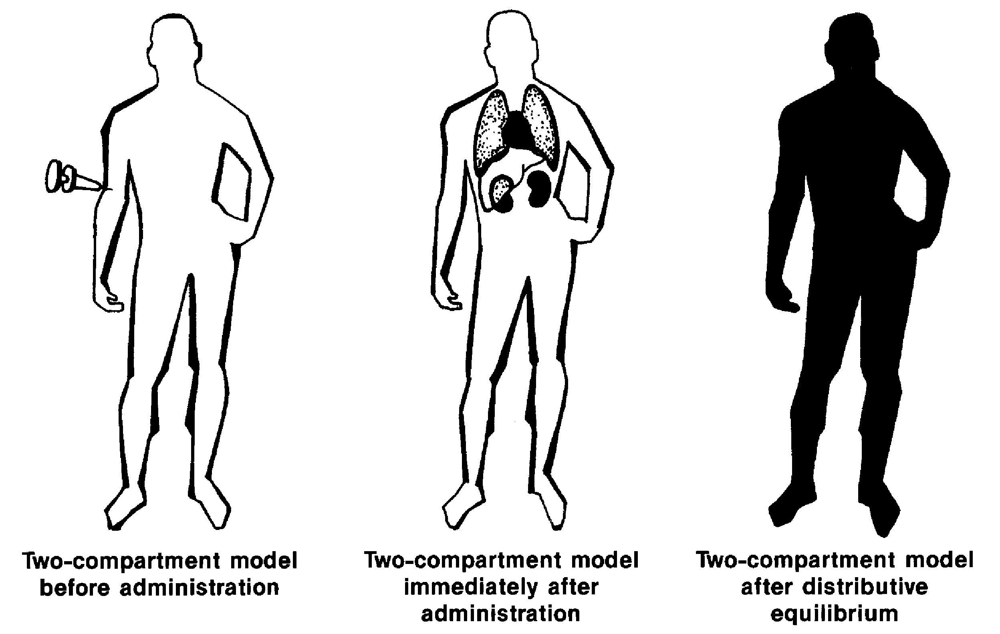 Two-compartment model
before administration
Two-compartment model
immediately after
administration
Two-compartment model
after distributive
equilibrium